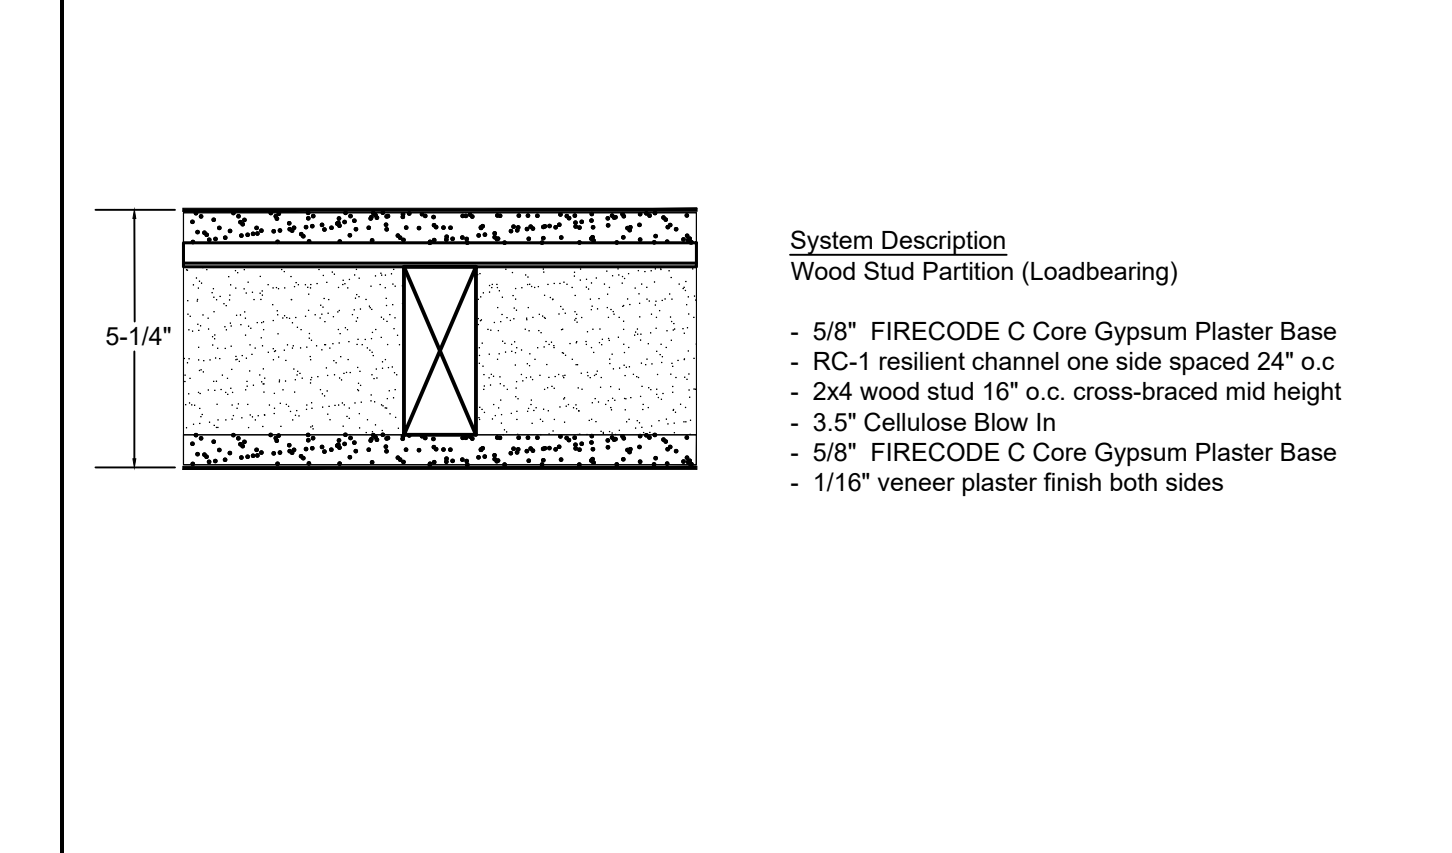 5-1/4"
System Description
Wood Stud Partition (Loadbearing)
- 5/8"  FIRECODE C Core Gypsum Plaster Base
- RC-1 resilient channel one side spaced 24" o.c
- 2x4 wood stud 16" o.c. cross-braced mid height
- 3.5" Cellulose Blow In
- 5/8"  FIRECODE C Core Gypsum Plaster Base
- 1/16" veneer plaster finish both sides